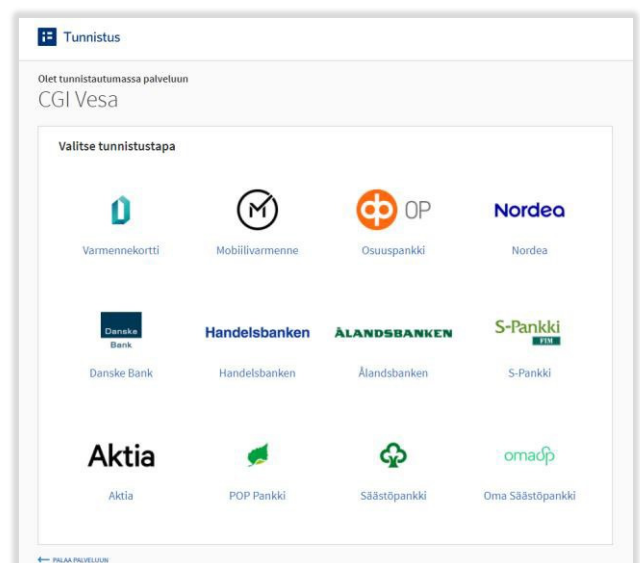 Tunnistus
Olet tunnistautumassa palveluun
CGI Vesa
Valitse tunnistustapa
OP Nordea
Varmennekortti Mobiilivarmenne Osuuspankki Nordea
Danske Bank Handelsbanken ÅLANDSBANKEN S-Pankki FIM
Danske Bank Handelsbanken Ålandsbanken S-Pankki
Aktia omasp
Aktia POP Pankki Säästöpankki Oma Säästöpankki
PALAA PALVELUUN